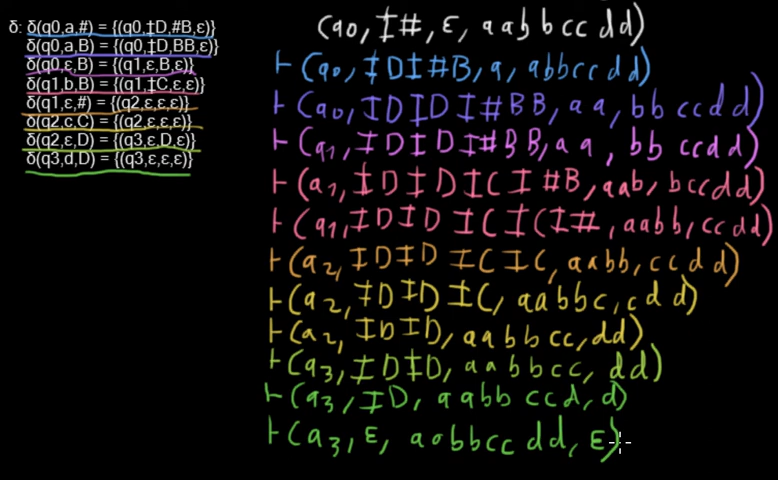 δ: δ(q0,a,#) = {(q0,‡D,#B,ε)}
δ(q0,a,B) = {(q0,‡D,BB,ε)}
δ(q0,ε,B) = {(q1,ε,B,ε)}
δ(q1,b,B) = {(q1,‡C,ε,ε)}
δ(q1,ε,#) = {(q2,ε,ε,ε)}
δ(q2,c,C) = {(q2,ε,ε,ε)}
δ(q2,ε,D) = {(q3,ε,D,ε)}
δ(q3,d,D) = {(q3,ε,ε,ε)}
(q0, ‡#, ε, aabbccdd)
⊢ (q0, ‡D‡#B, a, abbccdd)
⊢ (q0, ‡D‡D‡#BB, aa, bbccdd)
⊢ (q1, ‡D‡D‡#BB, aa, bbccdd)
⊢ (q1, ‡D‡D‡C‡#B, aab, bccdd)
⊢ (q1, ‡D‡D‡C‡C‡#, aabb, ccdd)
⊢ (q2, ‡D‡D‡C‡C, aabb, ccdd)
⊢ (q2, ‡D‡D‡C, aabbc, cdd)
⊢ (q2, ‡D‡D, aabbcc, dd)
⊢ (q3, ‡D‡D, aabbcc, dd)
⊢ (q3, ‡D, aabbccd, d)
⊢ (q3, ε, aabbccdd, ε)